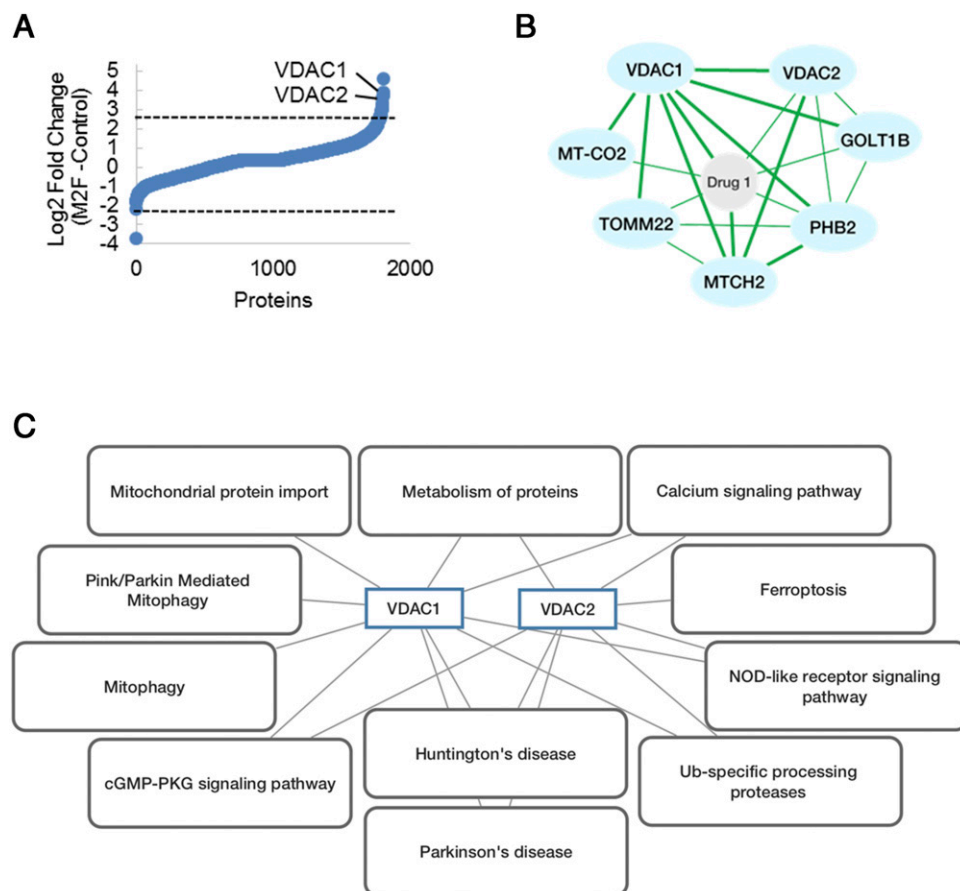 A
Log2 Fold Change
(M2F -Control)
5
4
3
2
1
0
-1
-2
-3
-4
VDAC1
VDAC2
0
1000
2000
Proteins
B
VDAC1
VDAC2
MT-CO2
GOLT1B
Drug 1
TOMM22
PHB2
MTCH2
C
Mitochondrial protein import
Metabolism of proteins
Calcium signaling pathway
Pink/Parkin Mediated
Mitophagy
VDAC1
VDAC2
Ferroptosis
Mitophagy
NOD-like receptor signaling
pathway
cGMP-PKG signaling pathway
Huntington's disease
Ub-specific processing
proteases
Parkinson's disease